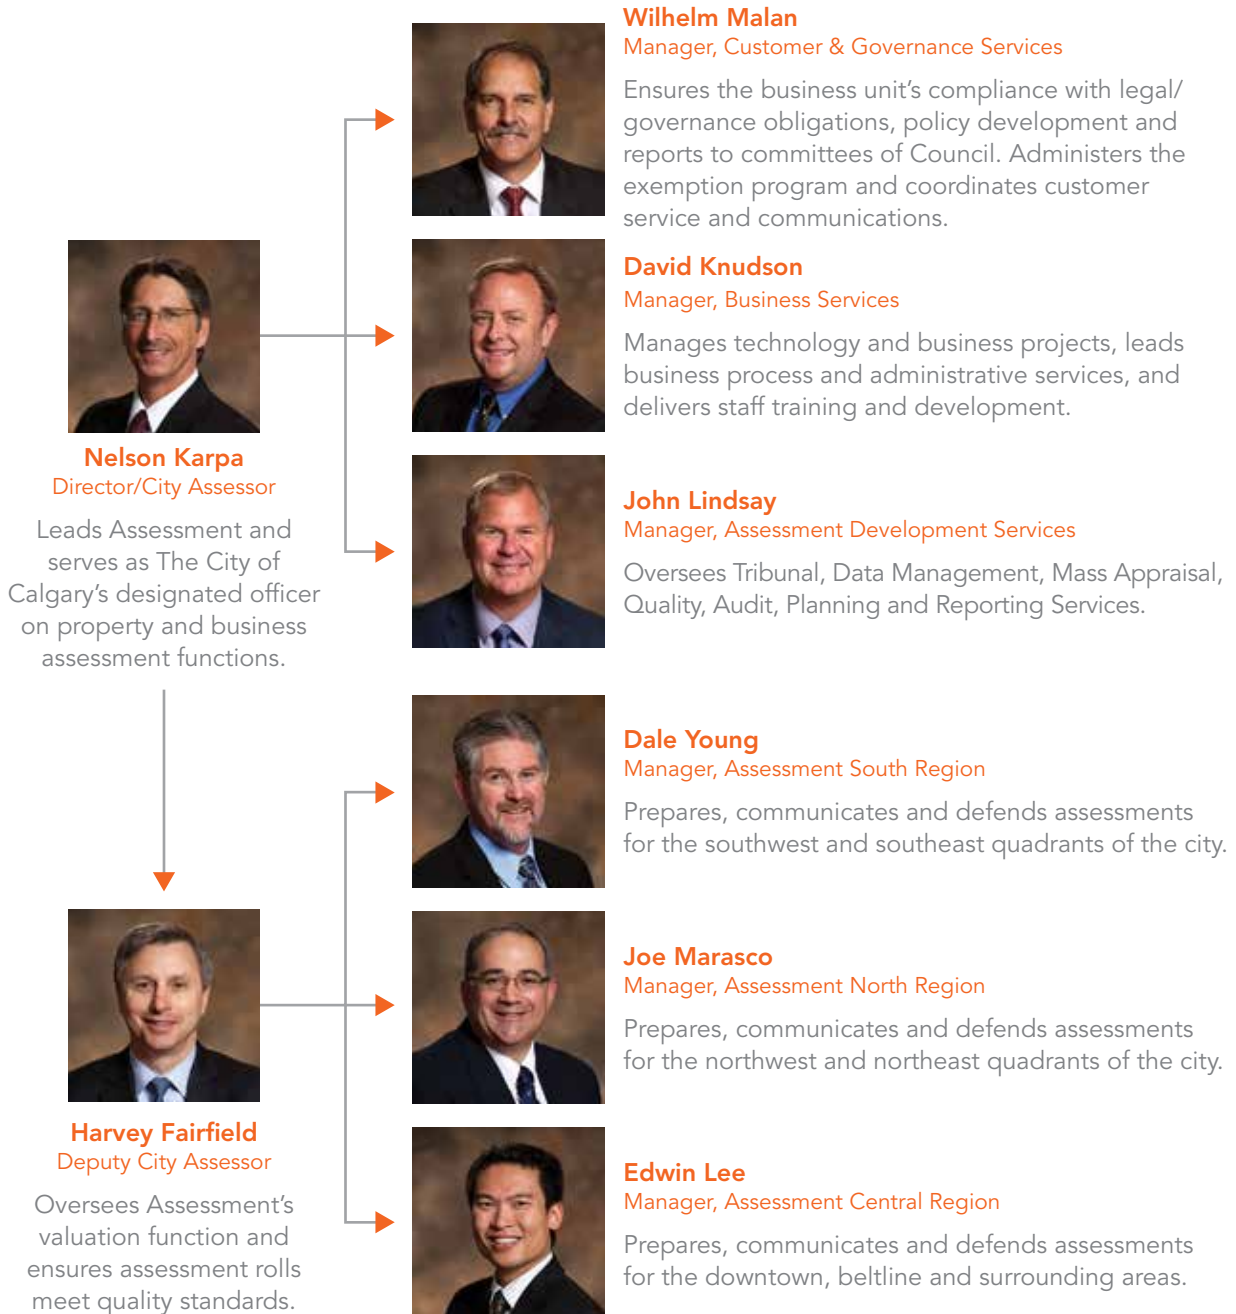 Wilhelm Malan
Manager, Customer & Governance Services
Ensures the business unit's compliance with legal/
governance obligations, policy development and
reports to committees of Council. Administers the
exemption program and coordinates customer
service and communications.
David Knudson
Manager, Business Services
Manages technology and business projects, leads
business process and administrative services, and
delivers staff training and development.
Nelson Karpa
Director/City Assessor
Leads Assessment and
serves as The City of
Calgary's designated officer
on property and business
assessment functions.
John Lindsay
Manager, Assessment Development Services
Oversees Tribunal, Data Management, Mass Appraisal,
Quality, Audit, Planning and Reporting Services.
Dale Young
Manager, Assessment South Region
Prepares, communicates and defends assessments
for the southwest and southeast quadrants of the city.
Joe Marasco
Manager, Assessment North Region
Prepares, communicates and defends assessments
for the northwest and northeast quadrants of the city.
Harvey Fairfield
Deputy City Assessor
Oversees Assessment's
valuation function and
ensures assessment rolls
meet quality standards.
Edwin Lee
Manager, Assessment Central Region
Prepares, communicates and defends assessments
for the downtown, beltline and surrounding areas.